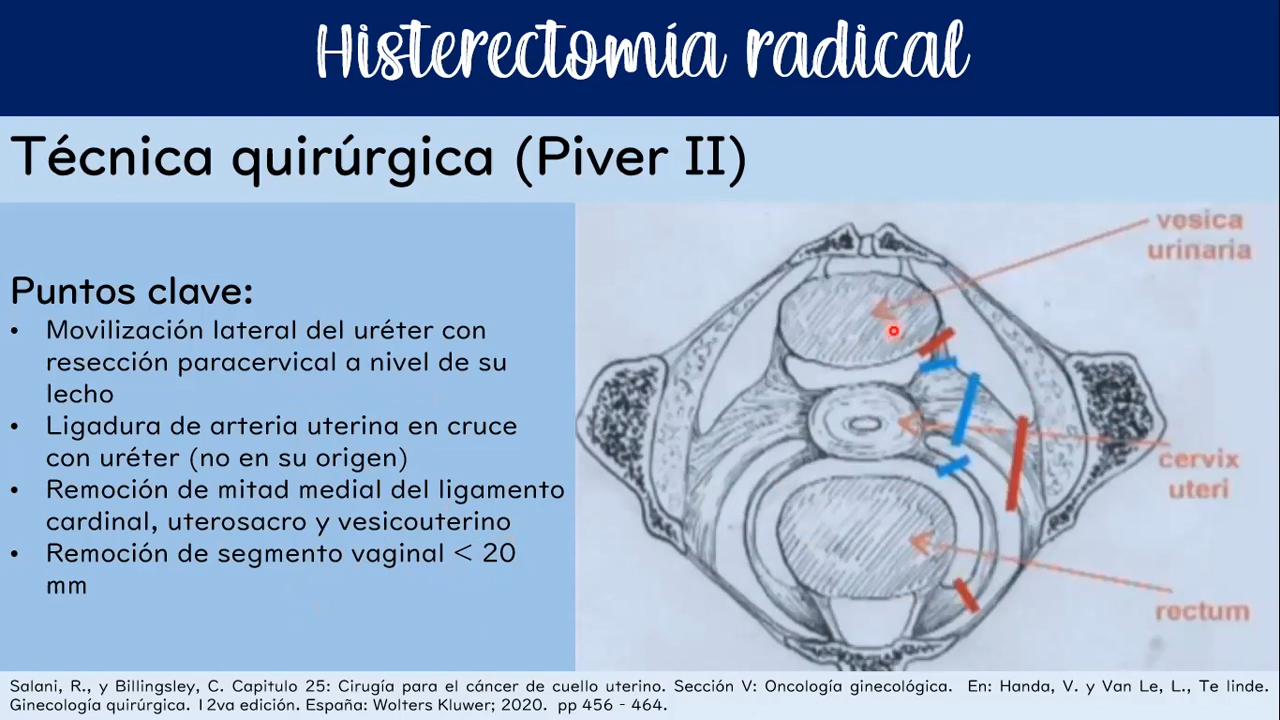 Histerectomía radical
Técnica quirúrgica (Piver II)
Puntos clave:
• Movilización lateral del uréter con
resección paracervical a nivel de su
lecho
• Ligadura de arteria uterina en cruce
con uréter (no en su origen)
• Remoción de mitad medial del ligamento
cardinal, uterosacro y vesicouterino
• Remoción de segmento vaginal < 20
mm
vesica
urinaria
cervix
uteri
rectum
Salani, R., y Billingsley, C. Capitulo 25: Cirugía para el cáncer de cuello uterino. Sección V: Oncología ginecológica. En: Handa, V. y Van Le, L., Te linde.
Ginecología quirúrgica. 12va edición. España: Wolters Kluwer; 2020. pp 456 - 464.